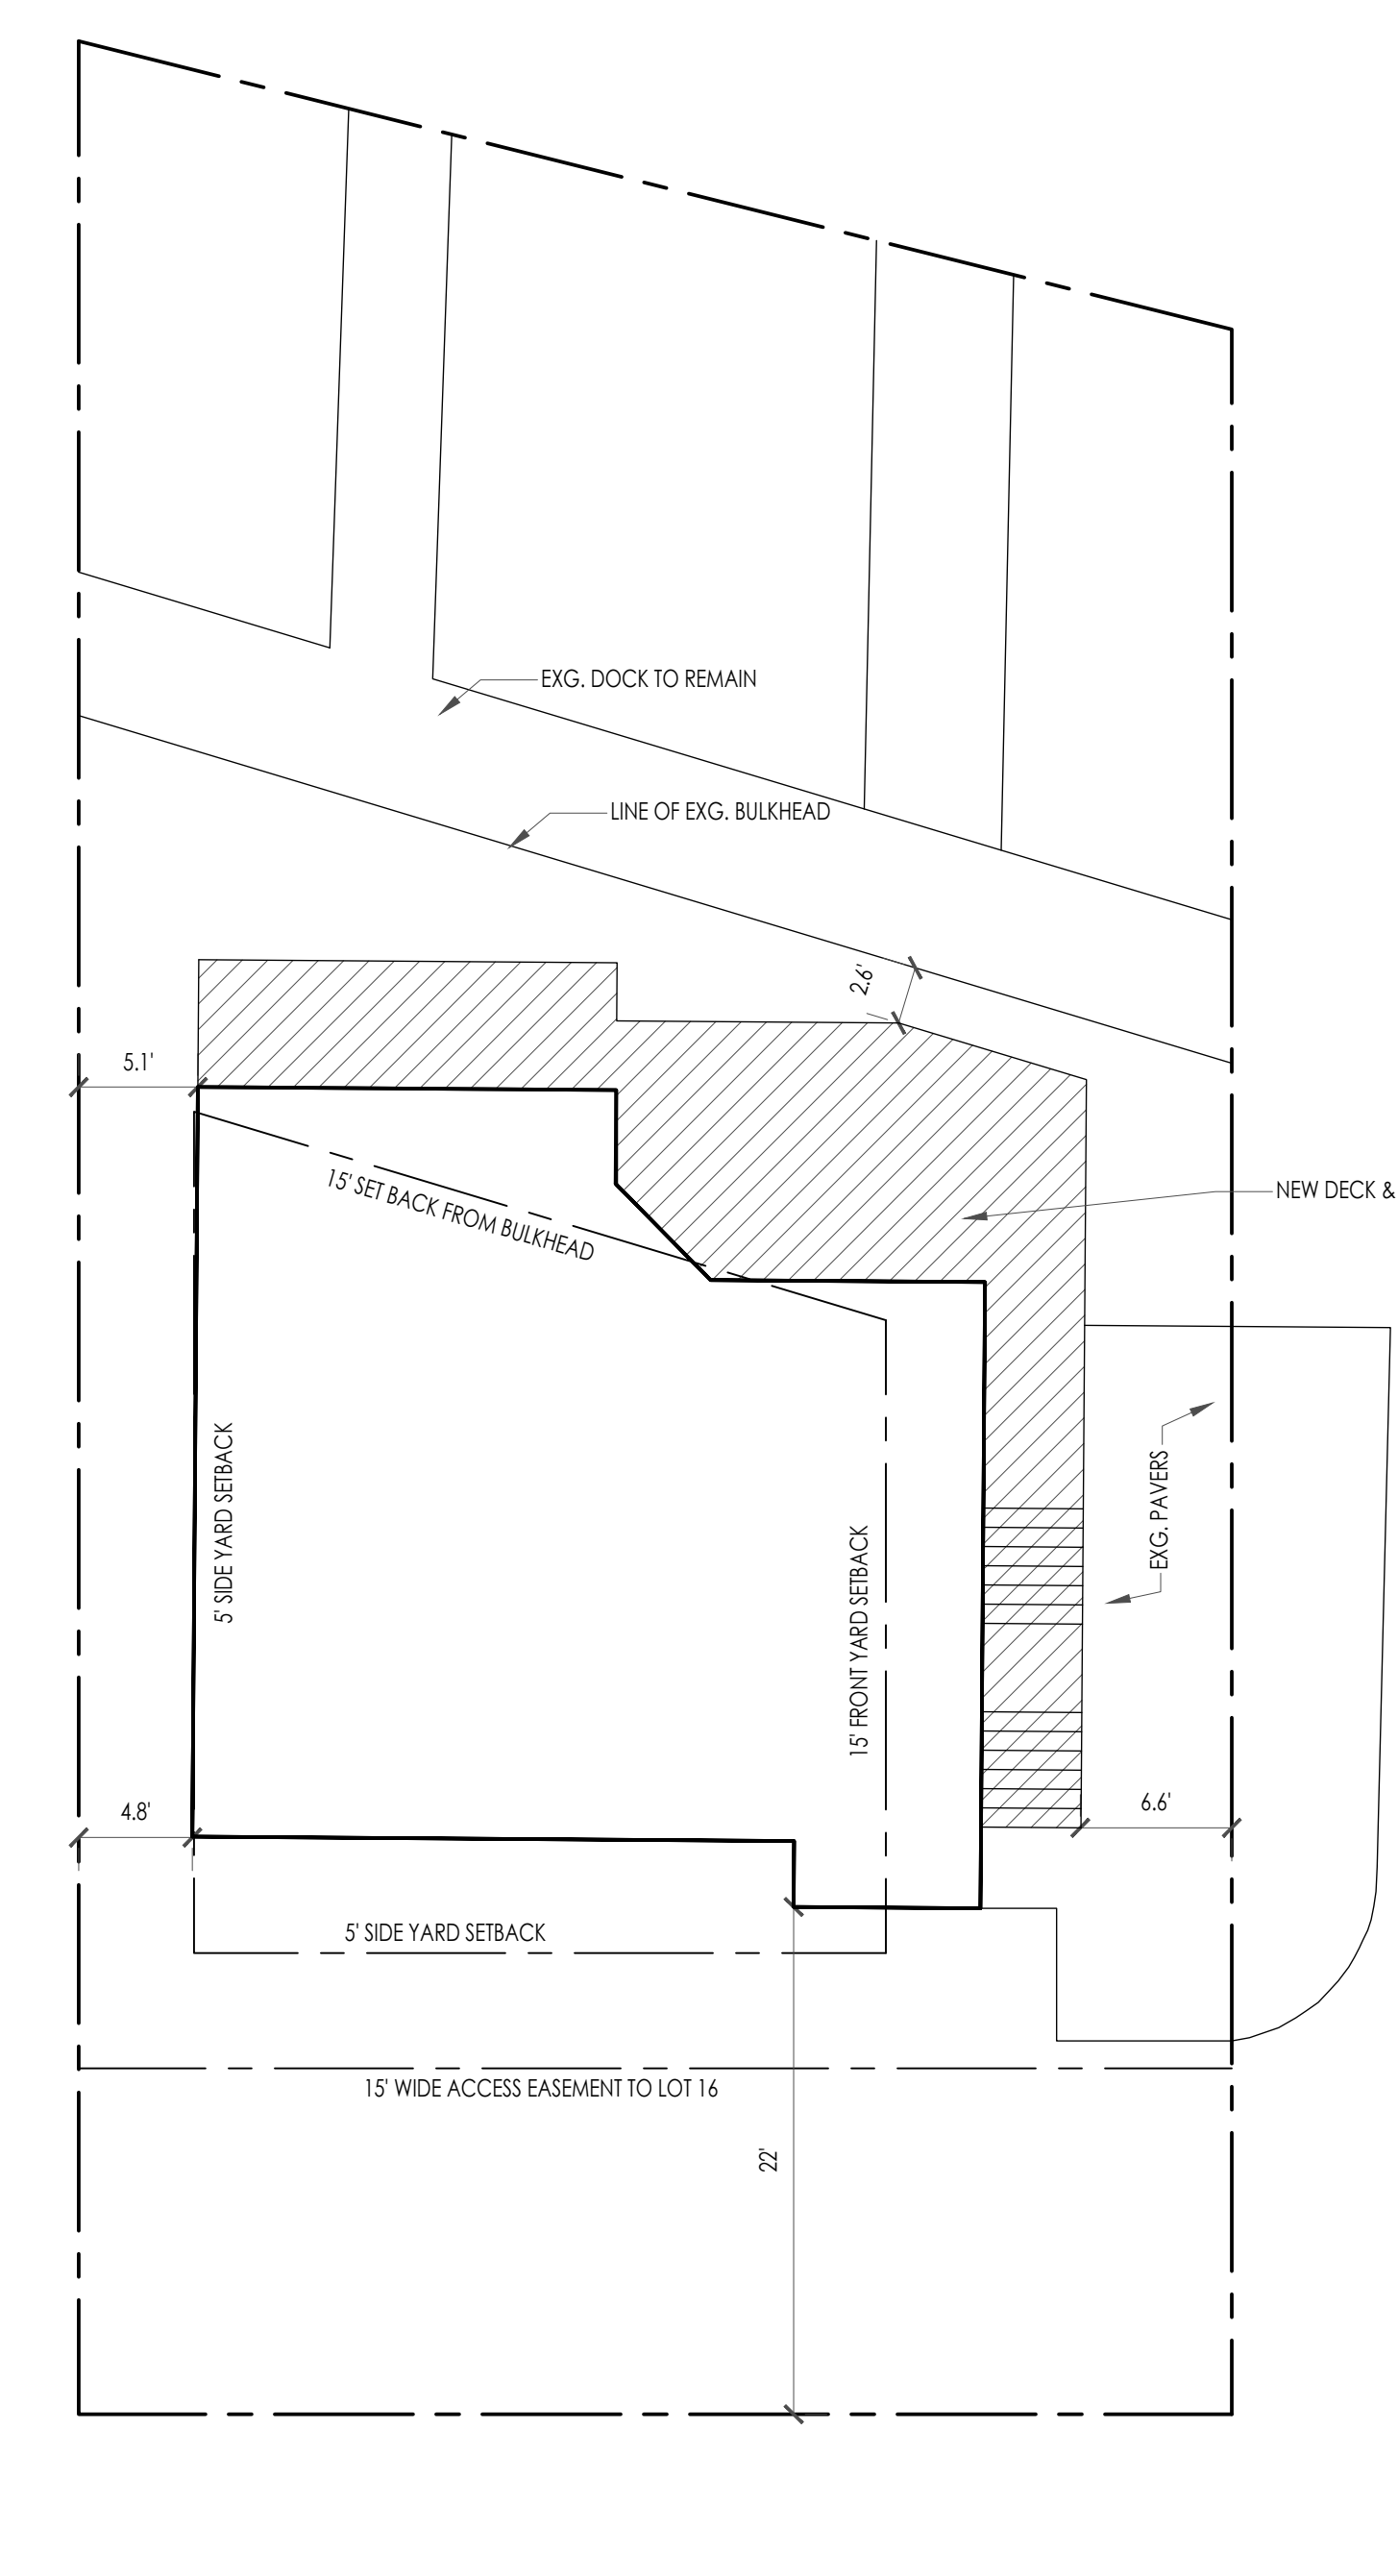 EXG. DOCK TO REMAIN
LINE OF EXG. BULKHEAD
2.6'
5.1'
15' SET BACK FROM BULKHEAD
NEW DECK &
5' SIDE YARD SETBACK
EXG. PAVERS
15' FRONT YARD SETBACK
4.8'
6.6'
5' SIDE YARD SETBACK
15' WIDE ACCESS EASEMENT TO LOT 16
22'